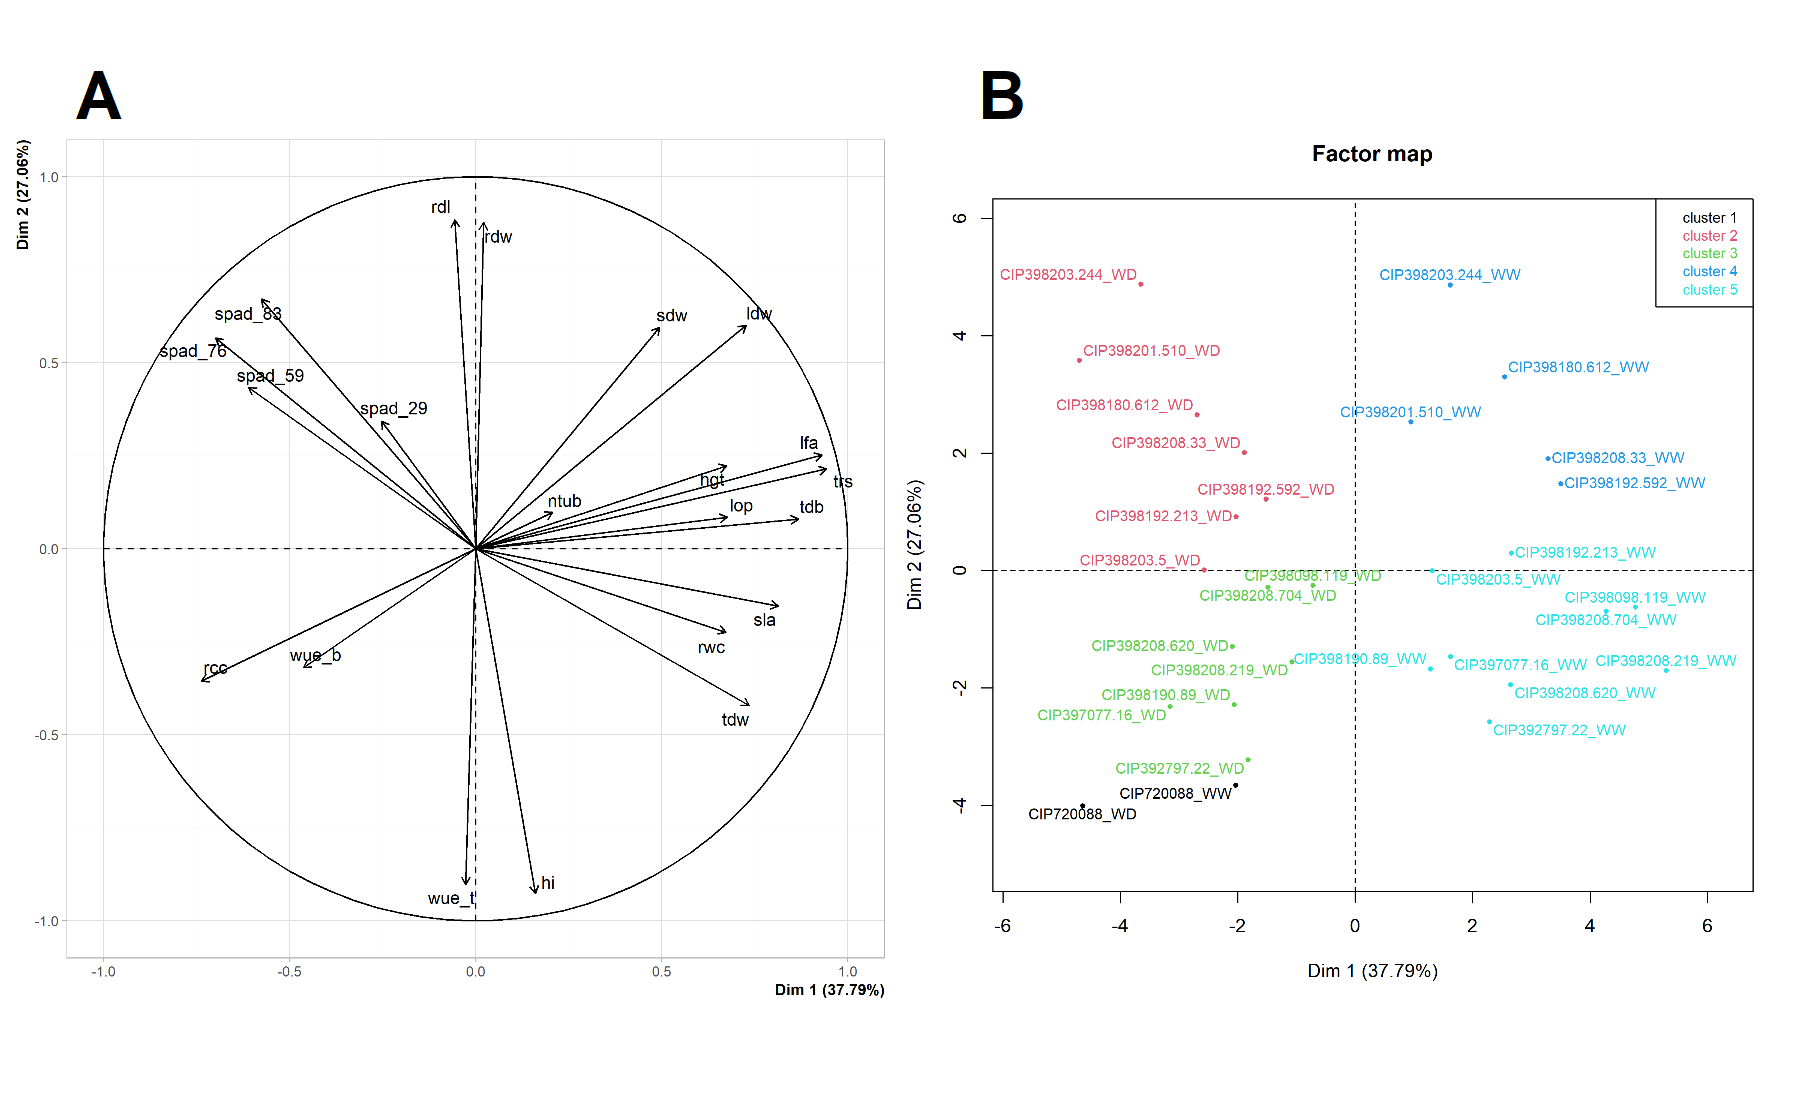 A
Dim 2 (27.06%)
1.0
0.5
0.0
-0.5
-1.0
rdl
rdw
spad_83
spad_76
spad_59
spad_29
sdw
ldw
lfa
hgt
trs
ntub
lop
tdb
sla
rwc
tdw
rcc
wue_b
wue_t
hi
-1.0
-0.5
0.0
0.5
1.0
Dim 1 (37.79%)
B
Factor map
cluster 1
cluster 2
cluster 3
cluster 4
cluster 5
Dim 2 (27.06%)
6
4
2
0
-2
-4
CIP398203.244_WD
CIP398203.244_WW
CIP398201.510_WD
CIP398180.612_WW
CIP398180.612_WD
CIP398201.510_WW
CIP398208.33_WD
CIP398208.33_WW
CIP398192.592_WD
CIP398192.592_WW
CIP398192.213_WD
CIP398192.213_WW
CIP398203.5_WD
CIP398098.119_WD
CIP398203.5_WW
CIP398208.704_WD
CIP398098.119_WW
CIP398208.704_WW
CIP398208.620_WD
CIP398190.89_WW
CIP398208.219_WW
CIP398208.219_WD
CIP397077.16_WW
CIP398190.89_WD
CIP398208.620_WW
CIP397077.16_WD
CIP392797.22_WW
CIP392797.22_WD
CIP720088_WW
CIP720088_WD
-6
-4
-2
0
2
4
6
Dim 1 (37.79%)